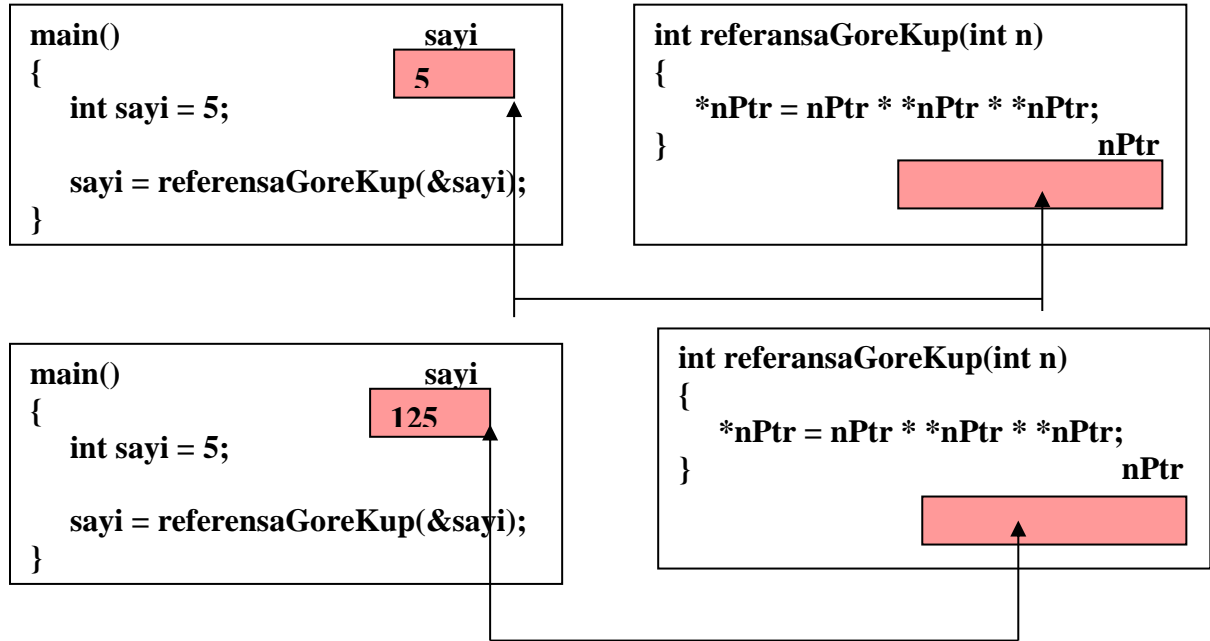 main()
sayi
{
5
int sayi = 5;
sayi = referensaGoreKup(&sayi);
}
int referansaGoreKup(int n)
{
*nPtr = nPtr * *nPtr * *nPtr;
}
nPtr
main()
sayi
{
125
int sayi = 5;
sayi = referensaGoreKup(&sayi);
}
int referansaGoreKup(int n)
{
*nPtr = nPtr * *nPtr * *nPtr;
}
nPtr